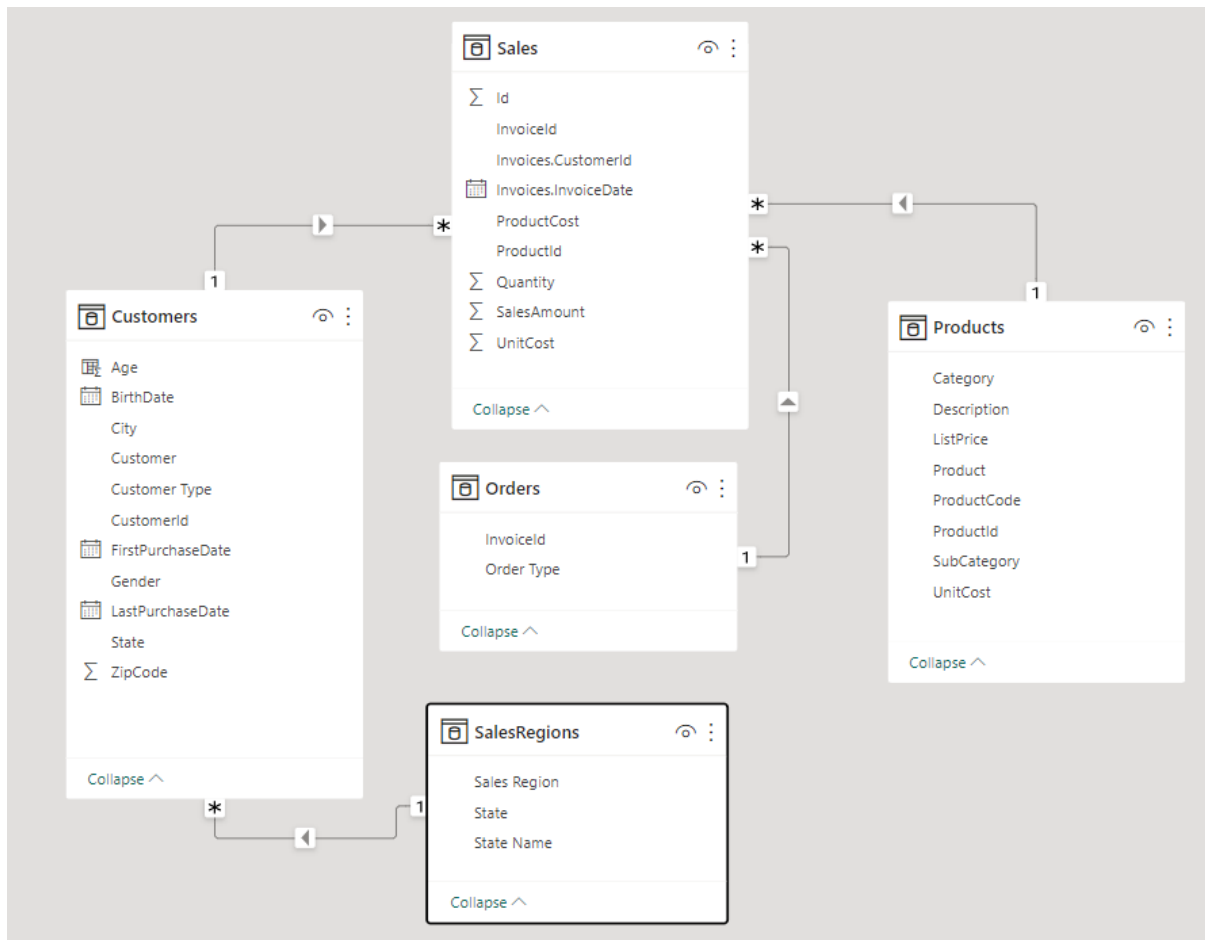 Sales
Id
InvoiceId
Invoices.CustomerId
Invoices.InvoiceDate
ProductCost
ProductId
Quantity
SalesAmount
UnitCost
Collapse
*
*
*
1
1
Customers
Age
BirthDate
City
Customer
Customer Type
CustomerId
FirstPurchaseDate
Gender
LastPurchaseDate
State
ZipCode
Collapse
Products
Category
Description
ListPrice
Product
ProductCode
ProductId
SubCategory
UnitCost
Collapse
Orders
InvoiceId
Order Type
1
Collapse
SalesRegions
Sales Region
State
State Name
Collapse
*
1